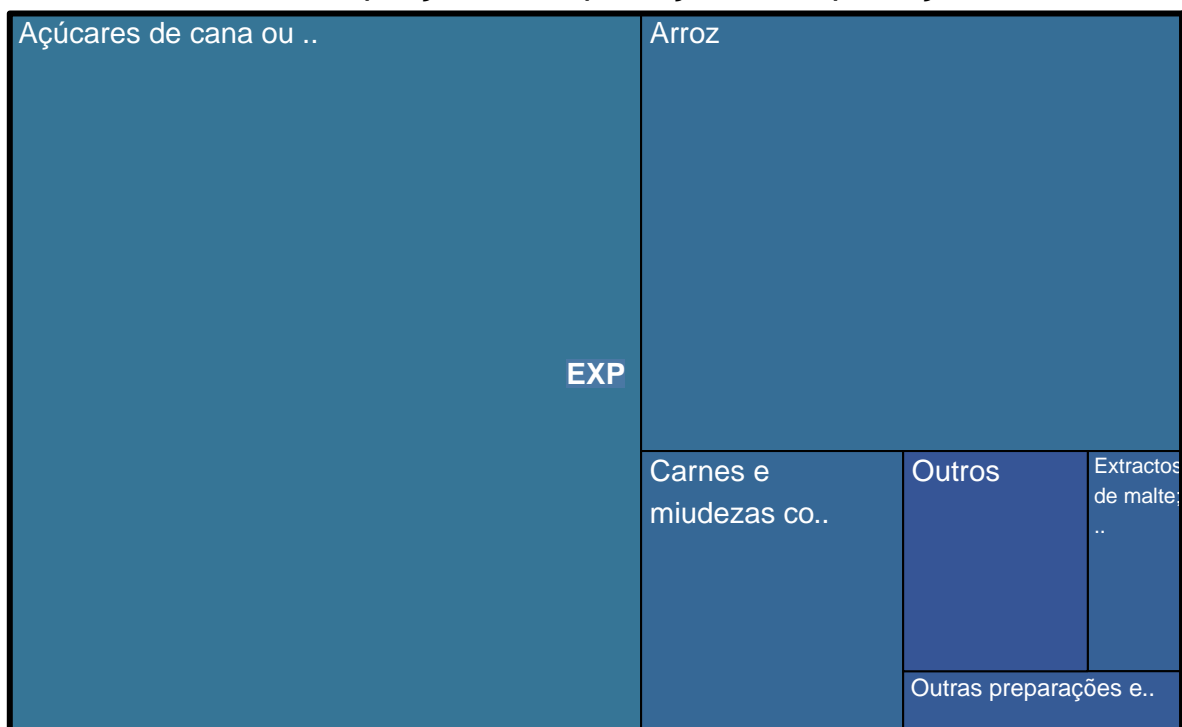 Açúcares de cana ou ..
Arroz
EXP
Carnes e
miudezas co..
Outros
Extractos
de malte;
..
Outras preparações e..